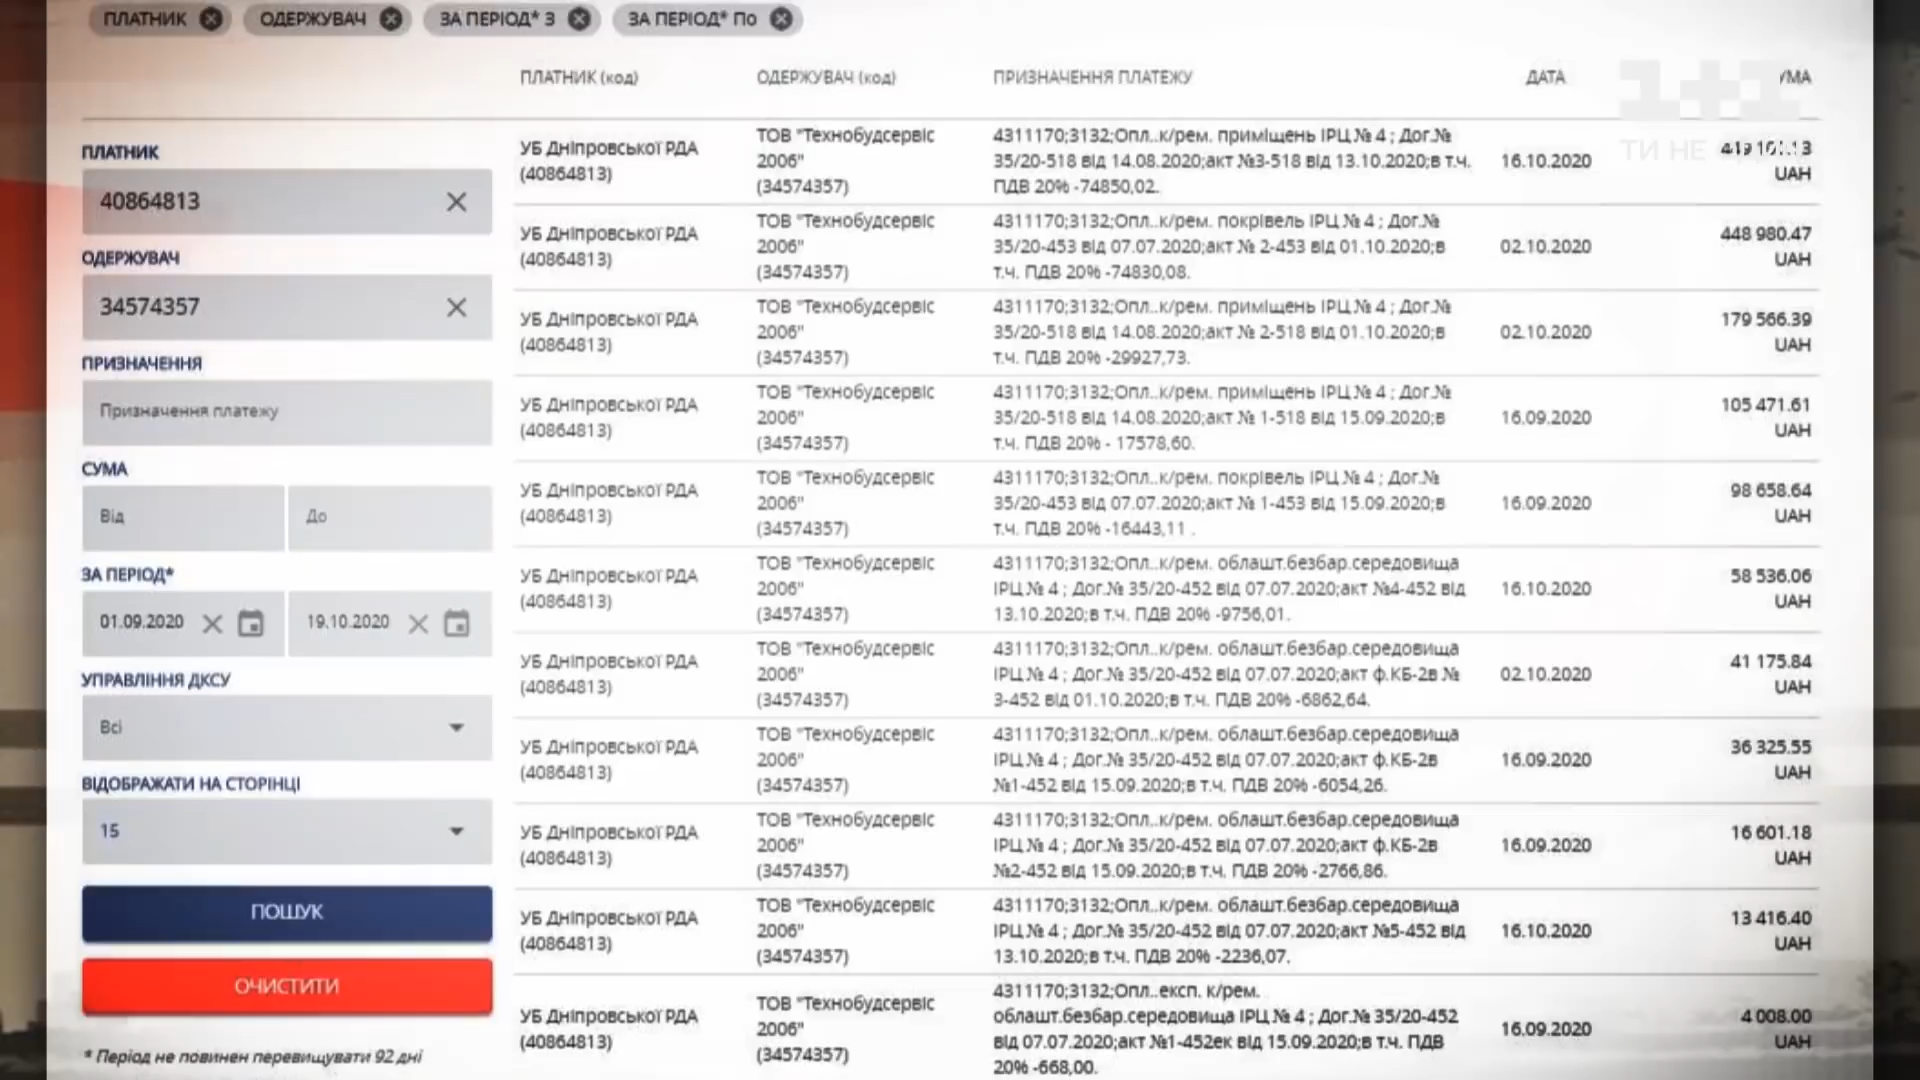 ПЛАТНИК
ОДЕРЖУВАЧ
ЗА ПЕРІОД* З
ЗА ПЕРІОД* По
ПЛАТНИК (код)
ОДЕРЖУВАЧ (код)
ПРИЗНАЧЕННЯ ПЛАТЕЖУ
ДАТА
1+1
ТИ НЕ
ПЛАТНИК
40864813
ОДЕРЖУВАЧ
34574357
ПРИЗНАЧЕННЯ
Призначення платежу
СУМА
Від
До
ЗА ПЕРІОД*
01.09.2020
19.10.2020
УПРАВЛІННЯ ДКСУ
Всі
ВІДОБРАЖАТИ НА СТОРІНЦІ
15
ПОШУК
ОЧИСТИТИ
* Період не повинен перевищувати 92 дні
УБ Дніпровської РДА
(40864813)
ТОВ "Технобудсервіс
2006"
(34574357)
4311170;3132;Опл..к/рем. приміщень ІРЦ № 4 ; Дог.№
35/20-518 від 14.08.2020;акт №3-518 від 13.10.2020;в т.ч.
ПДВ 20% -74850,02.
16.10.2020
UAH
УБ Дніпровської РДА
(40864813)
ТОВ "Технобудсервіс
2006"
(34574357)
4311170;3132;Опл..к/рем. покрівель ІРЦ № 4 ; Дог.№
35/20-453 від 07.07.2020;акт № 2-453 від 01.10.2020;в
т.ч. ПДВ 20% -74830,08.
02.10.2020
448 980.47
UAH
УБ Дніпровської РДА
(40864813)
ТОВ "Технобудсервіс
2006"
(34574357)
4311170;3132;Опл..к/рем. приміщень ІРЦ № 4 ; Дог.№
35/20-518 від 14.08.2020;акт № 2-518 від 01.10.2020;в
т.ч. ПДВ 20% -29927,73.
02.10.2020
179 566.39
UAH
УБ Дніпровської РДА
(40864813)
ТОВ "Технобудсервіс
2006"
(34574357)
4311170;3132;Опл..к/рем. приміщень ІРЦ № 4 ; Дог.№
35/20-518 від 14.08.2020;акт № 1-518 від 15.09.2020;в
т.ч. ПДВ 20% - 17578,60.
16.09.2020
105 471.61
UAH
УБ Дніпровської РДА
(40864813)
ТОВ "Технобудсервіс
2006"
(34574357)
4311170;3132;Опл..к/рем. покрівель ІРЦ № 4 ; Дог.№
35/20-453 від 07.07.2020;акт № 1-453 від 15.09.2020;в
т.ч. ПДВ 20% -16443,11 .
16.09.2020
98 658.64
UAH
УБ Дніпровської РДА
(40864813)
ТОВ "Технобудсервіс
2006"
(34574357)
4311170;3132;Опл..к/рем. облашт.безбар.середовища
ІРЦ № 4 ; Дог.№ 35/20-452 від 07.07.2020;акт №4-452 від
13.10.2020;в т.ч. ПДВ 20% -9756,01.
16.10.2020
58 536.06
UAH
УБ Дніпровської РДА
(40864813)
ТОВ "Технобудсервіс
2006"
(34574357)
4311170;3132;Опл..к/рем. облашт.безбар.середовища
ІРЦ № 4 ; Дог.№ 35/20-452 від 07.07.2020;акт ф.КБ-2в №
3-452 від 01.10.2020;в т.ч. ПДВ 20% -6862,64.
02.10.2020
41 175.84
UAH
УБ Дніпровської РДА
(40864813)
ТОВ "Технобудсервіс
2006"
(34574357)
4311170;3132;Опл..к/рем. облашт.безбар.середовища
ІРЦ № 4 ; Дог.№ 35/20-452 від 07.07.2020;акт ф.КБ-2в
№1-452 від 15.09.2020;в т.ч. ПДВ 20% -6054,26.
16.09.2020
36 325.55
UAH
УБ Дніпровської РДА
(40864813)
ТОВ "Технобудсервіс
2006"
(34574357)
4311170;3132;Опл..к/рем. облашт.безбар.середовища
ІРЦ № 4 ; Дог.№ 35/20-452 від 07.07.2020;акт ф.КБ-2в
№2-452 від 15.09.2020;в т.ч. ПДВ 20% -2766,86.
16.09.2020
16 601.18
UAH
УБ Дніпровської РДА
(40864813)
ТОВ "Технобудсервіс
2006"
(34574357)
4311170;3132;Опл..к/рем. облашт.безбар.середовища
ІРЦ № 4 ; Дог.№ 35/20-452 від 07.07.2020;акт №5-452 від
13.10.2020;в т.ч. ПДВ 20% -2236,07.
16.10.2020
13 416.40
UAH
УБ Дніпровської РДА
(40864813)
ТОВ "Технобудсервіс
2006"
(34574357)
4311170;3132;Опл..експ. к/рем.
облашт.безбар.середовища ІРЦ № 4 ; Дог.№ 35/20-452
від 07.07.2020;акт №1-452ек від 15.09.2020;в т.ч. ПДВ
20% -668,00.
16.09.2020
4 008.00
UAH